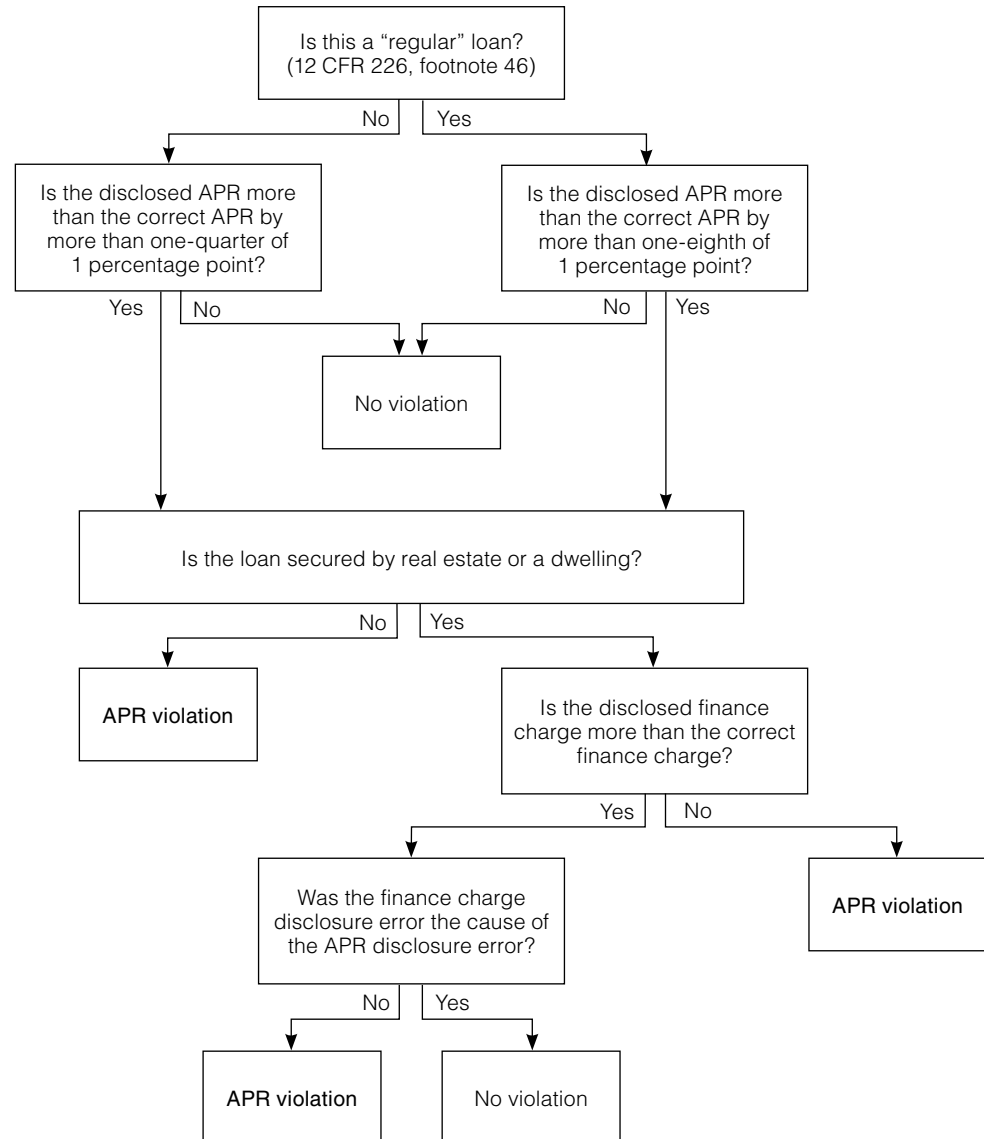 Is this a “regular” loan?
(12 CFR 226, footnote 46)
No
Yes
Is the disclosed APR more
than the correct APR by
more than one-quarter of
1 percentage point?
Is the disclosed APR more
than the correct APR by
more than one-eighth of
1 percentage point?
Yes
No
No
Yes
No violation
Is the loan secured by real estate or a dwelling?
No
Yes
APR violation
Is the disclosed finance
charge more than the correct
finance charge?
Yes
No
Was the finance charge
disclosure error the cause of
the APR disclosure error?
APR violation
No
Yes
APR violation
No violation